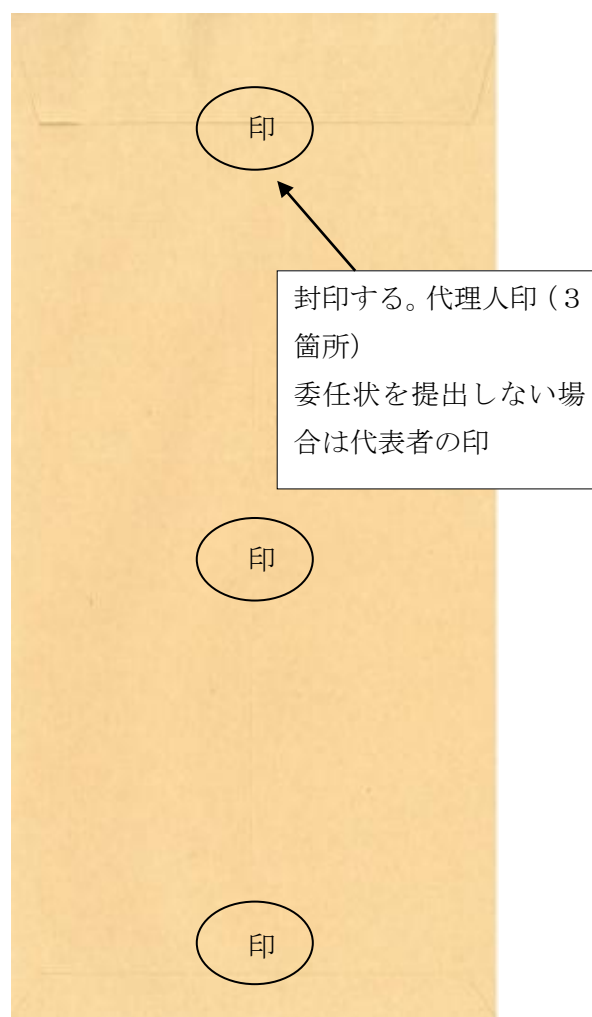 印
封印する。代理人印（３
箇所）
委任状を提出しない場
合は代表者の印
印
印